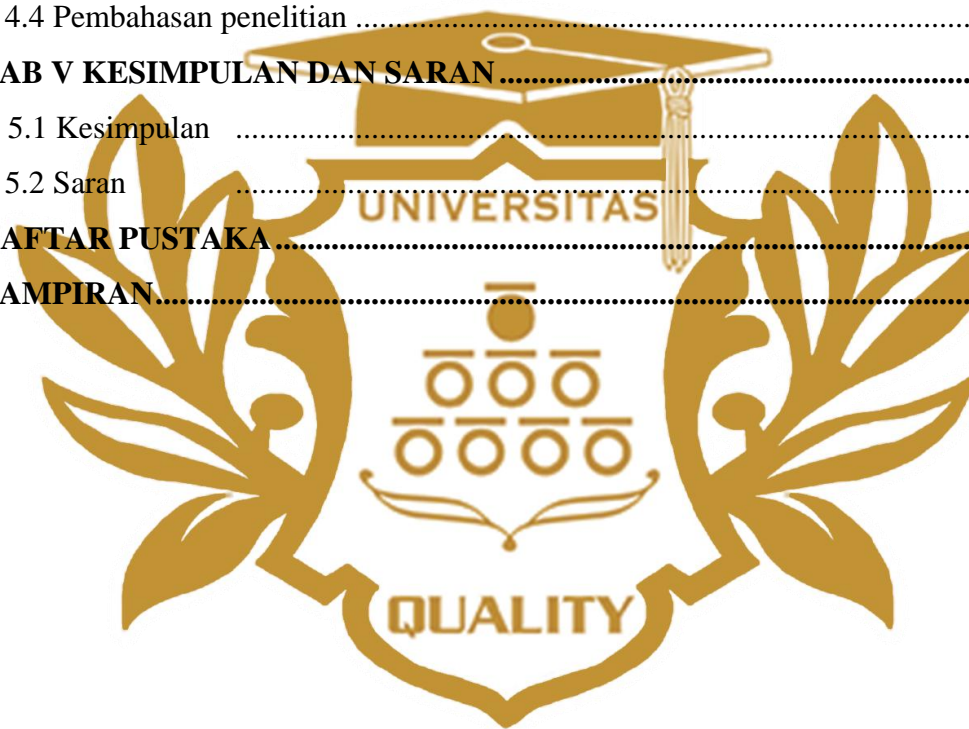 4.4 Pembahasan penelitian ........................................................................
AB V KESIMPULAN DAN SARAN ........................................................
5.1 Kesimpulan ........................................................................................
5.2 Saran ........................................................................................
UNIVERSITAS
AFTAR PUSTAKA ...................................................................................
AMPIRAN..................................................................................................
QUALITY